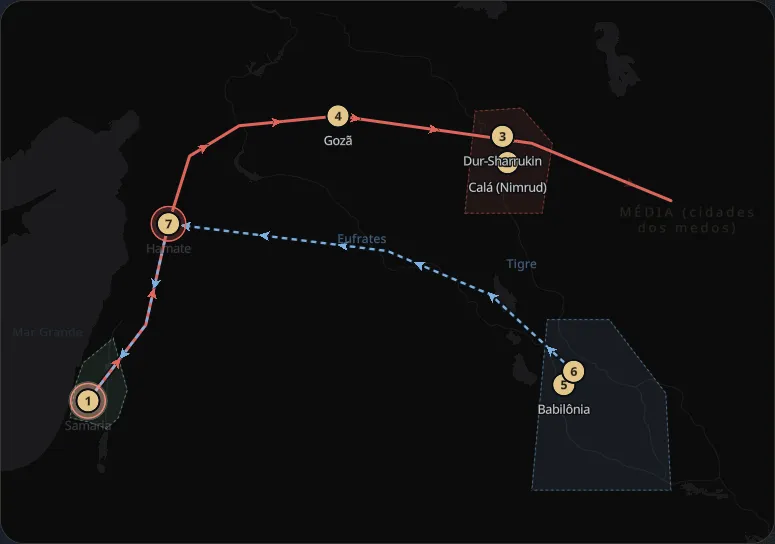 4
Gozã
3
Dur-Sharrukin
Calá (Nimrud)
MÉDIA (cidades
dos medos)
7
Hamate
Eufrates
Tigre
Mar Grande
6
5
Babilônia
1
Samaria